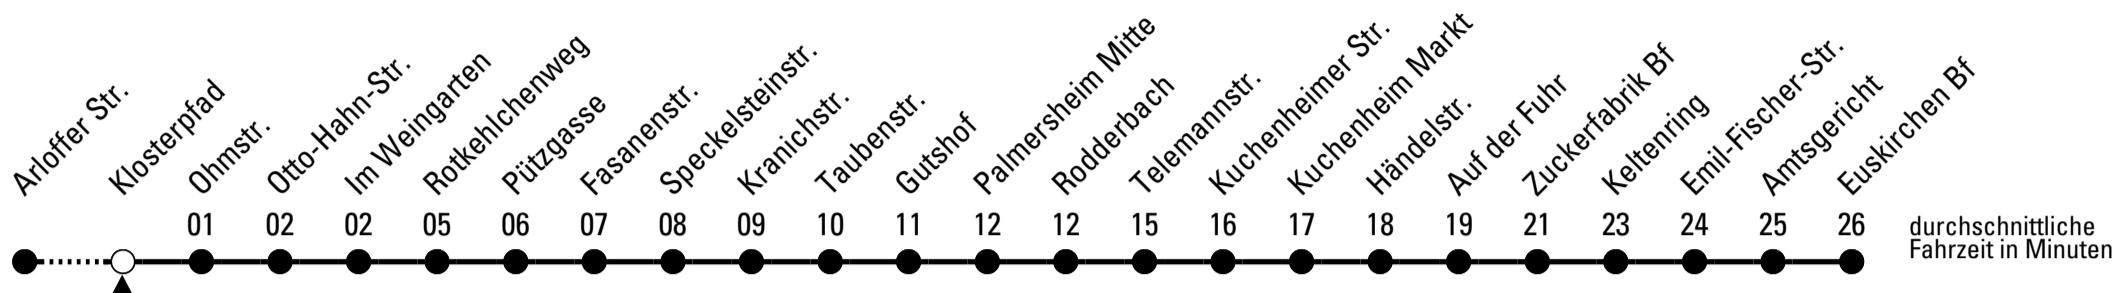 Arloffer Str.
Klosterpfad
Ohmstr.
Otto-Hahn-Str.
Im Weingarten
Rotkehlchenweg
Pützgasse
Fasanenstr.
Speckelsteinstr.
Kranichstr.
Taubenstr.
Gutshof
Palmersheim Mitte
Rodderbach
Telemannstr.
Kuchenheimer Str.
Kuchenheim Markt
Händelstr.
Auf der Fuhr
Zuckerfabrik Bf
Keltenring
Emil-Fischer-Str.
Amtsgericht
Euskirchen Bf
01 02 02 05 06 07 08 09 10 11 12 12 15 16 17 18 19 21 23 24 25 26
durchschnittliche
Fahrzeit in Minuten